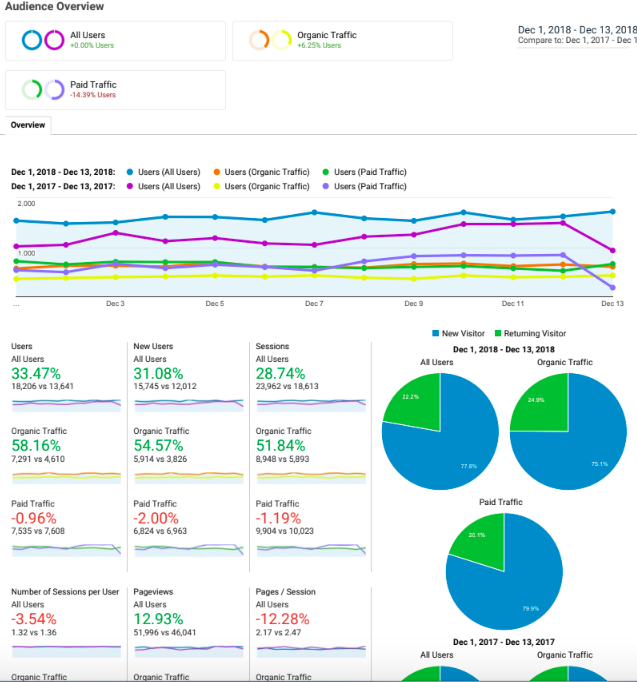 Audience Overview
All Users
+0.00% Users
Organic Traffic
+6.25% Users
Dec 1, 2018 - Dec 13, 2018
Compare to: Dec 1, 2017 - Dec 1
Paid Traffic
-14.39% Users
Overview
Dec 1, 2018 - Dec 13, 2018: Users (All Users) Users (Organic Traffic) Users (Paid Traffic)
Dec 1, 2017 - Dec 13, 2017: Users (All Users) Users (Organic Traffic) Users (Paid Traffic)
2,000
1,000
... Dec 3 Dec 5 Dec 7 Dec 9 Dec 11 Dec 13
Users
All Users
33.47%
18,206 vs 13,641
New Users
All Users
31.08%
15,745 vs 12,012
Sessions
All Users
28.74%
23,962 vs 18,613
Organic Traffic
58.16%
7,291 vs 4,610
Organic Traffic
54.57%
5,914 vs 3,826
Organic Traffic
51.84%
8,948 vs 5,893
Paid Traffic
-0.96%
7,535 vs 7,608
Paid Traffic
-2.00%
6,824 vs 6,963
Paid Traffic
-1.19%
9,904 vs 10,023
Number of Sessions per User
All Users
-3.54%
1.32 vs 1.36
Pageviews
All Users
12.93%
51,996 vs 46,041
Pages / Session
All Users
-12.28%
2.17 vs 2.47
Organic Traffic
Organic Traffic
Organic Traffic
New Visitor Returning Visitor
Dec 1, 2018 - Dec 13, 2018
All Users
22.2%
77.8%
Organic Traffic
24.9%
75.1%
Paid Traffic
20.1%
79.9%
Dec 1, 2017 - Dec 13, 2017
All Users
Organic Traffic